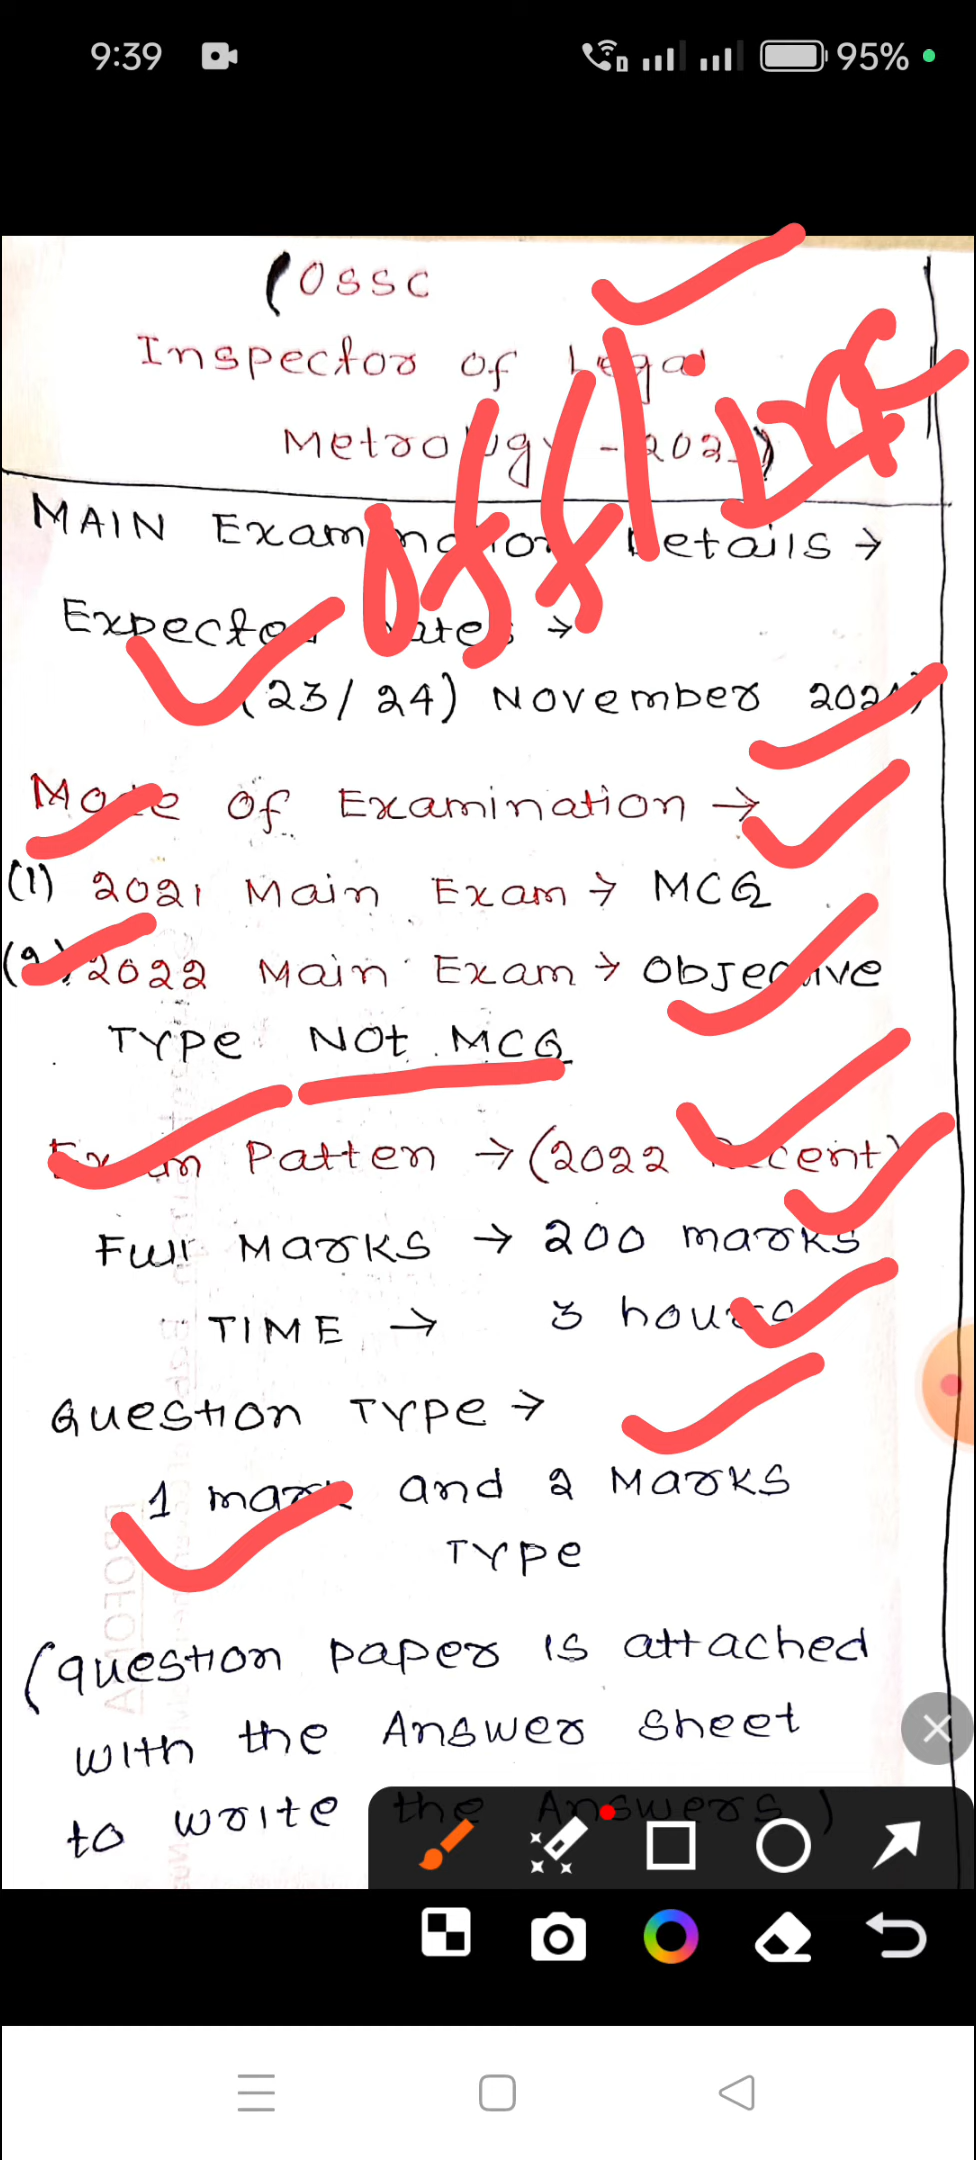 9:39
95%
(OSSC
Inspector of Legal
Metrology - 202
offline
MAIN Examination Details →
Expected Dates →
(23/24) November 202
Mode of Examination →
(1) 2021 Main Exam → MCQ
(2) 2022 Main Exam → Objective
TYPe NOt MCQ
Exam Patten → (2022 Recent)
Full Marks → 200 marks
TIME → 3 hours
Question TYPe →
1 mark and 2 Marks
TYPe
(question paper is attached
with the Answer Sheet
to write the Answers)